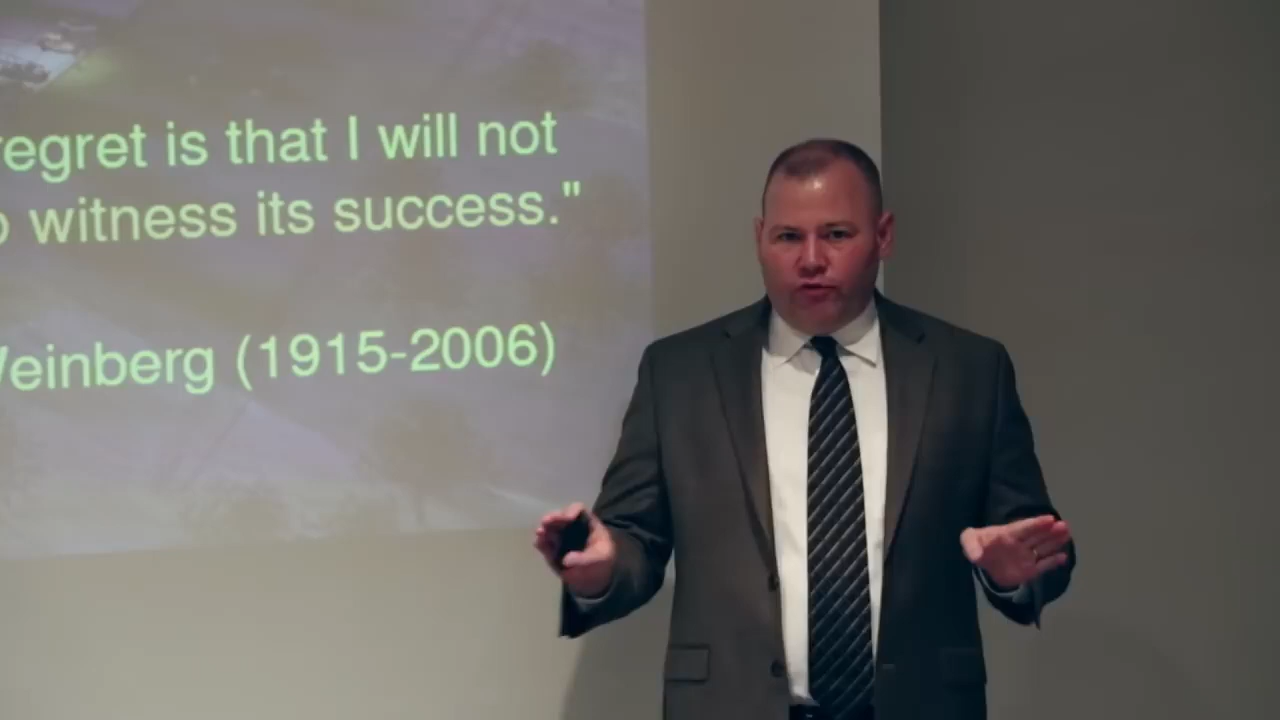 regret is that I will not
witness its success."
Weinberg (1915-2006)